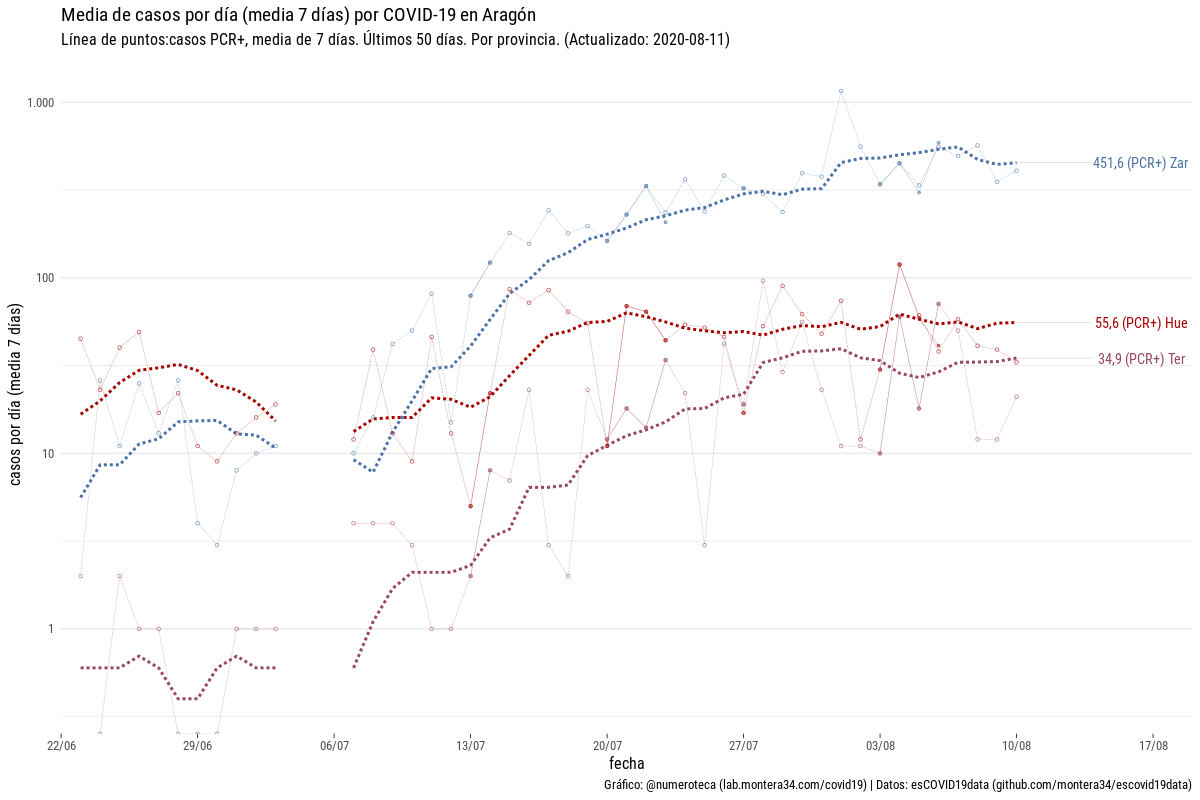 Media de casos por día (media 7 días) por COVID-19 en Aragón
Línea de puntos:casos PCR+, media de 7 días. Últimos 50 días. Por provincia. (Actualizado: 2020-08-11)
casos por día (media 7 días)
1.000
100
10
1
451,6 (PCR+) Zar
55,6 (PCR+) Hue
34,9 (PCR+) Ter
22/06
29/06
06/07
13/07
20/07
27/07
03/08
10/08
17/08
fecha
Gráfico: @numeroteca (lab.montera34.com/covid19) | Datos: esCOVID19data (github.com/montera34/escovid19data)